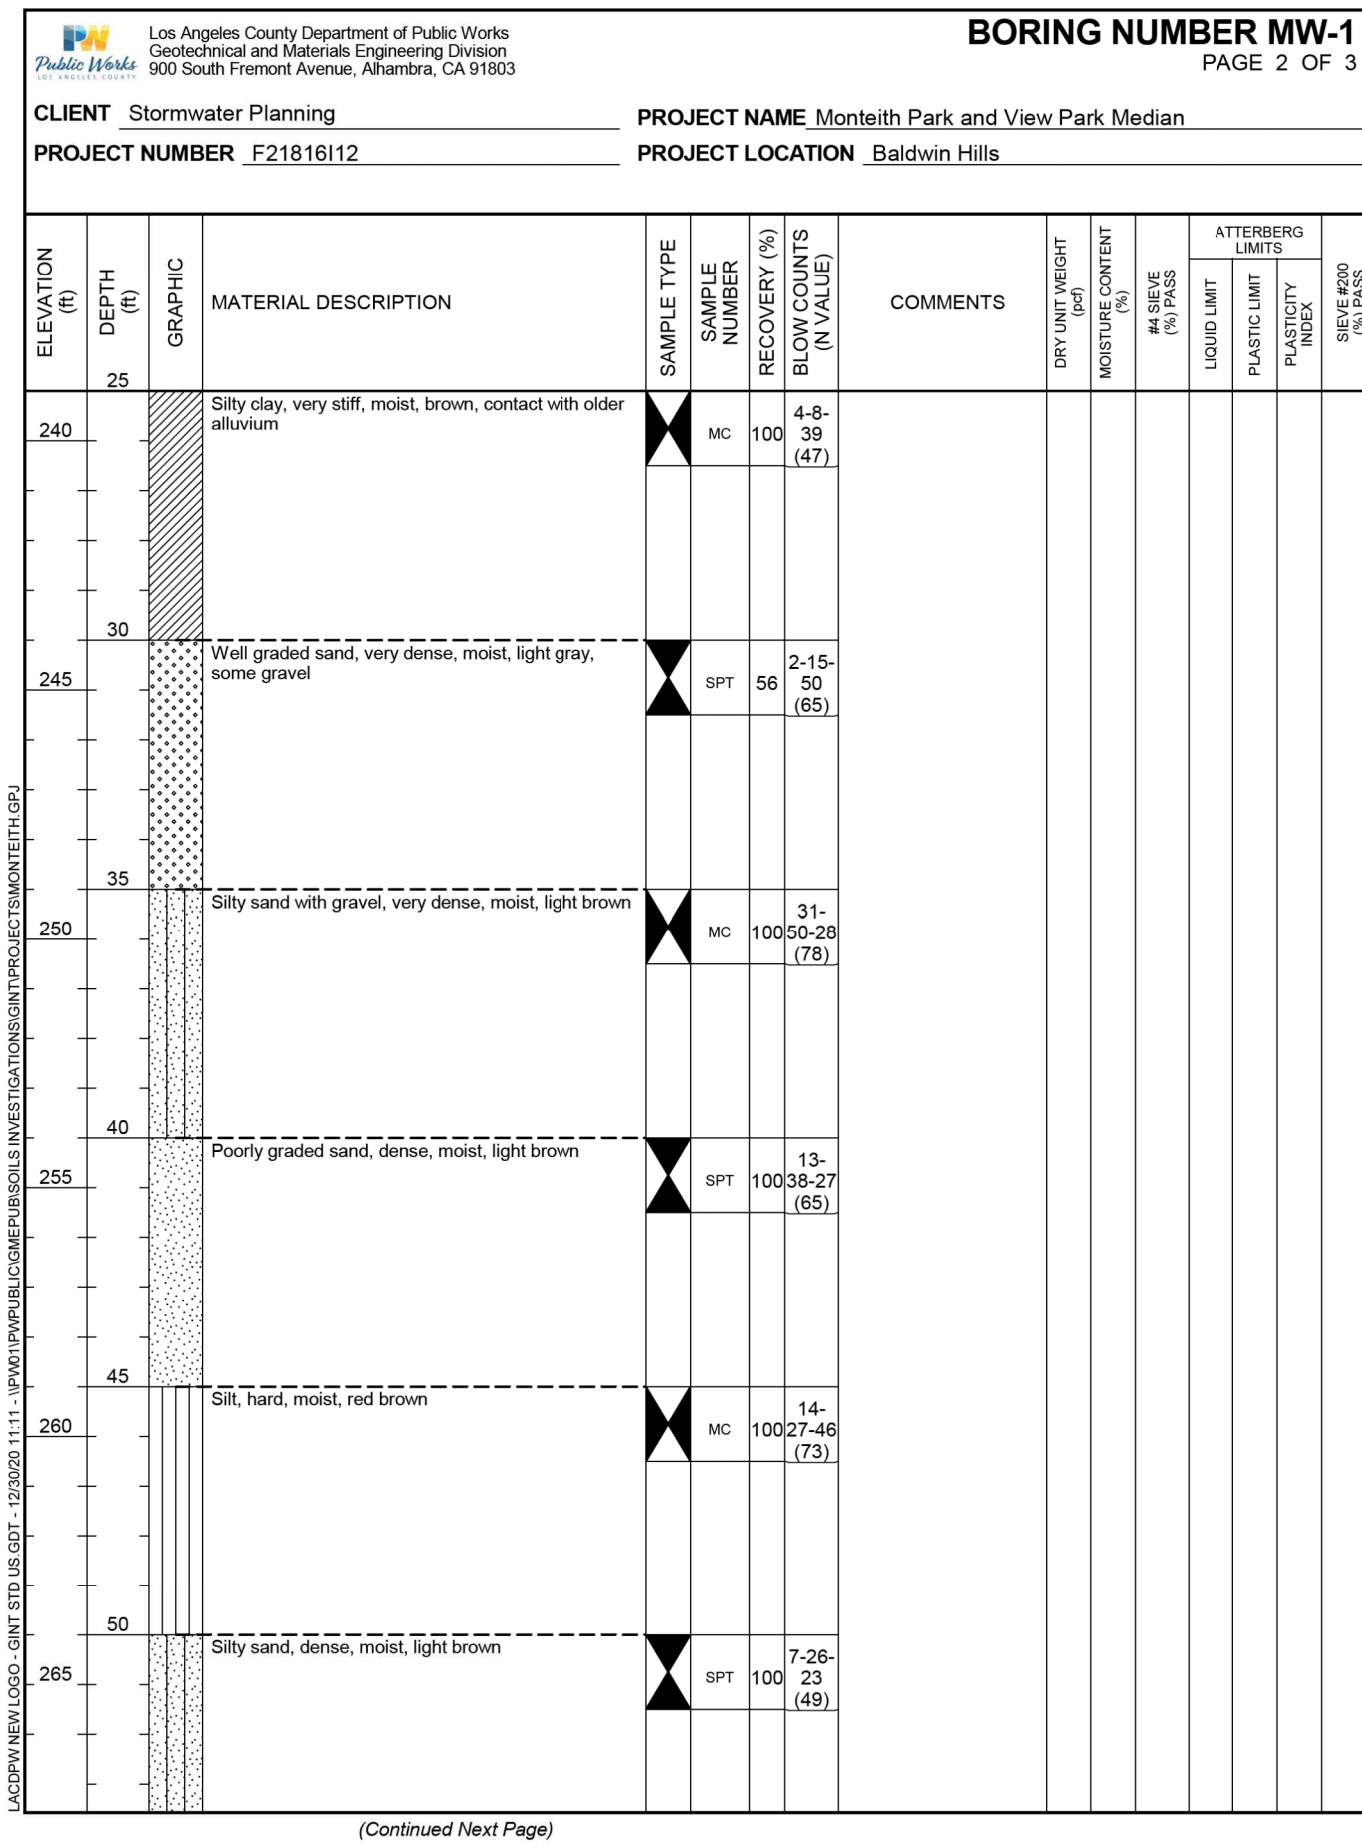 PW
Public Works
LOS ANGELES COUNTY
Los Angeles County Department of Public Works
Geotechnical and Materials Engineering Division
900 South Fremont Avenue, Alhambra, CA 91803
BORING NUMBER MW-1
PAGE 2 OF 3
CLIENT Stormwater Planning
PROJECT NAME Monteith Park and View Park Median
PROJECT NUMBER F21816I12
PROJECT LOCATION Baldwin Hills
ELEVATION
(ft)
DEPTH
(ft)
GRAPHIC
MATERIAL DESCRIPTION
SAMPLE TYPE
SAMPLE
NUMBER
RECOVERY (%)
BLOW COUNTS
(N VALUE)
COMMENTS
DRY UNIT WEIGHT
(pcf)
MOISTURE CONTENT
(%)
#4 SIEVE
(%) PASS
ATTERBERG
LIMITS
LIQUID LIMIT
PLASTIC LIMIT
PLASTICITY
INDEX
SIEVE #200
(%) PASS
25
Silty clay, very stiff, moist, brown, contact with older
alluvium
240
MC
100
4-8-
39
(47)
30
Well graded sand, very dense, moist, light gray,
some gravel
245
SPT
56
2-15-
50
(65)
35
Silty sand with gravel, very dense, moist, light brown
250
MC
100
31-
50-28
(78)
40
Poorly graded sand, dense, moist, light brown
255
SPT
100
13-
38-27
(65)
45
Silt, hard, moist, red brown
260
MC
100
14-
27-46
(73)
50
Silty sand, dense, moist, light brown
265
SPT
100
7-26-
23
(49)
(Continued Next Page)
LACDPW NEW LOGO - GINT STD US.GDT - 12/30/20 11:11 - \\PW01\PWPUBLIC\GMEPUB\SOILS INVESTIGATIONS\GINT\PROJECTS\MONTEITH.GPJ